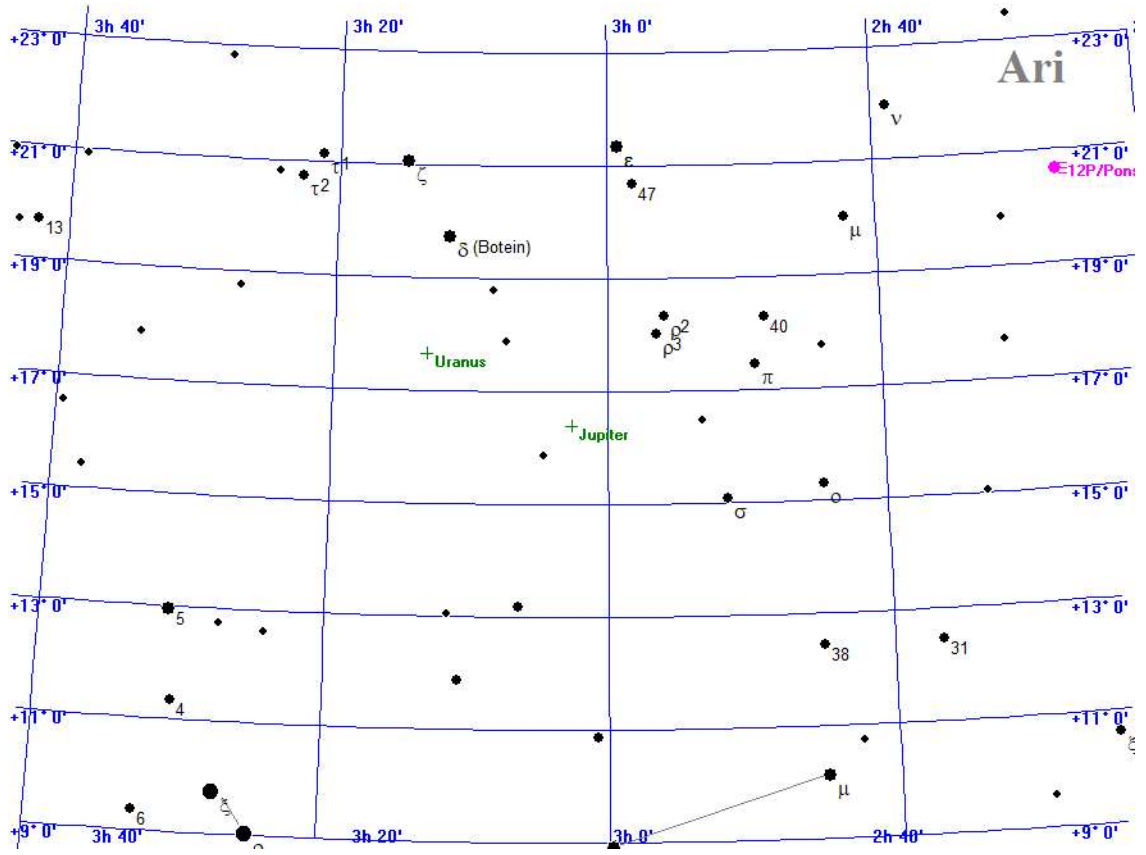 3h 40' 3h 20' 3h 0' 2h 40'
+23° 0' +23° 0'
Ari
ν
+21° 0' τ1 ζ ε +21° 0'
τ2 47 12P/Pons
13 μ
δ (Botein)
+19° 0' +19° 0'
ρ2 40
ρ3
Uranus π
+17° 0' +17° 0'
Jupiter
+15° 0' σ ο +15° 0'
+13° 0' 5 +13° 0'
38 31
4
+11° 0' +11° 0'
ξ
ξ μ
6
+9° 0' 3h 40' 3h 20' 3h 0' 2h 40' +9° 0'